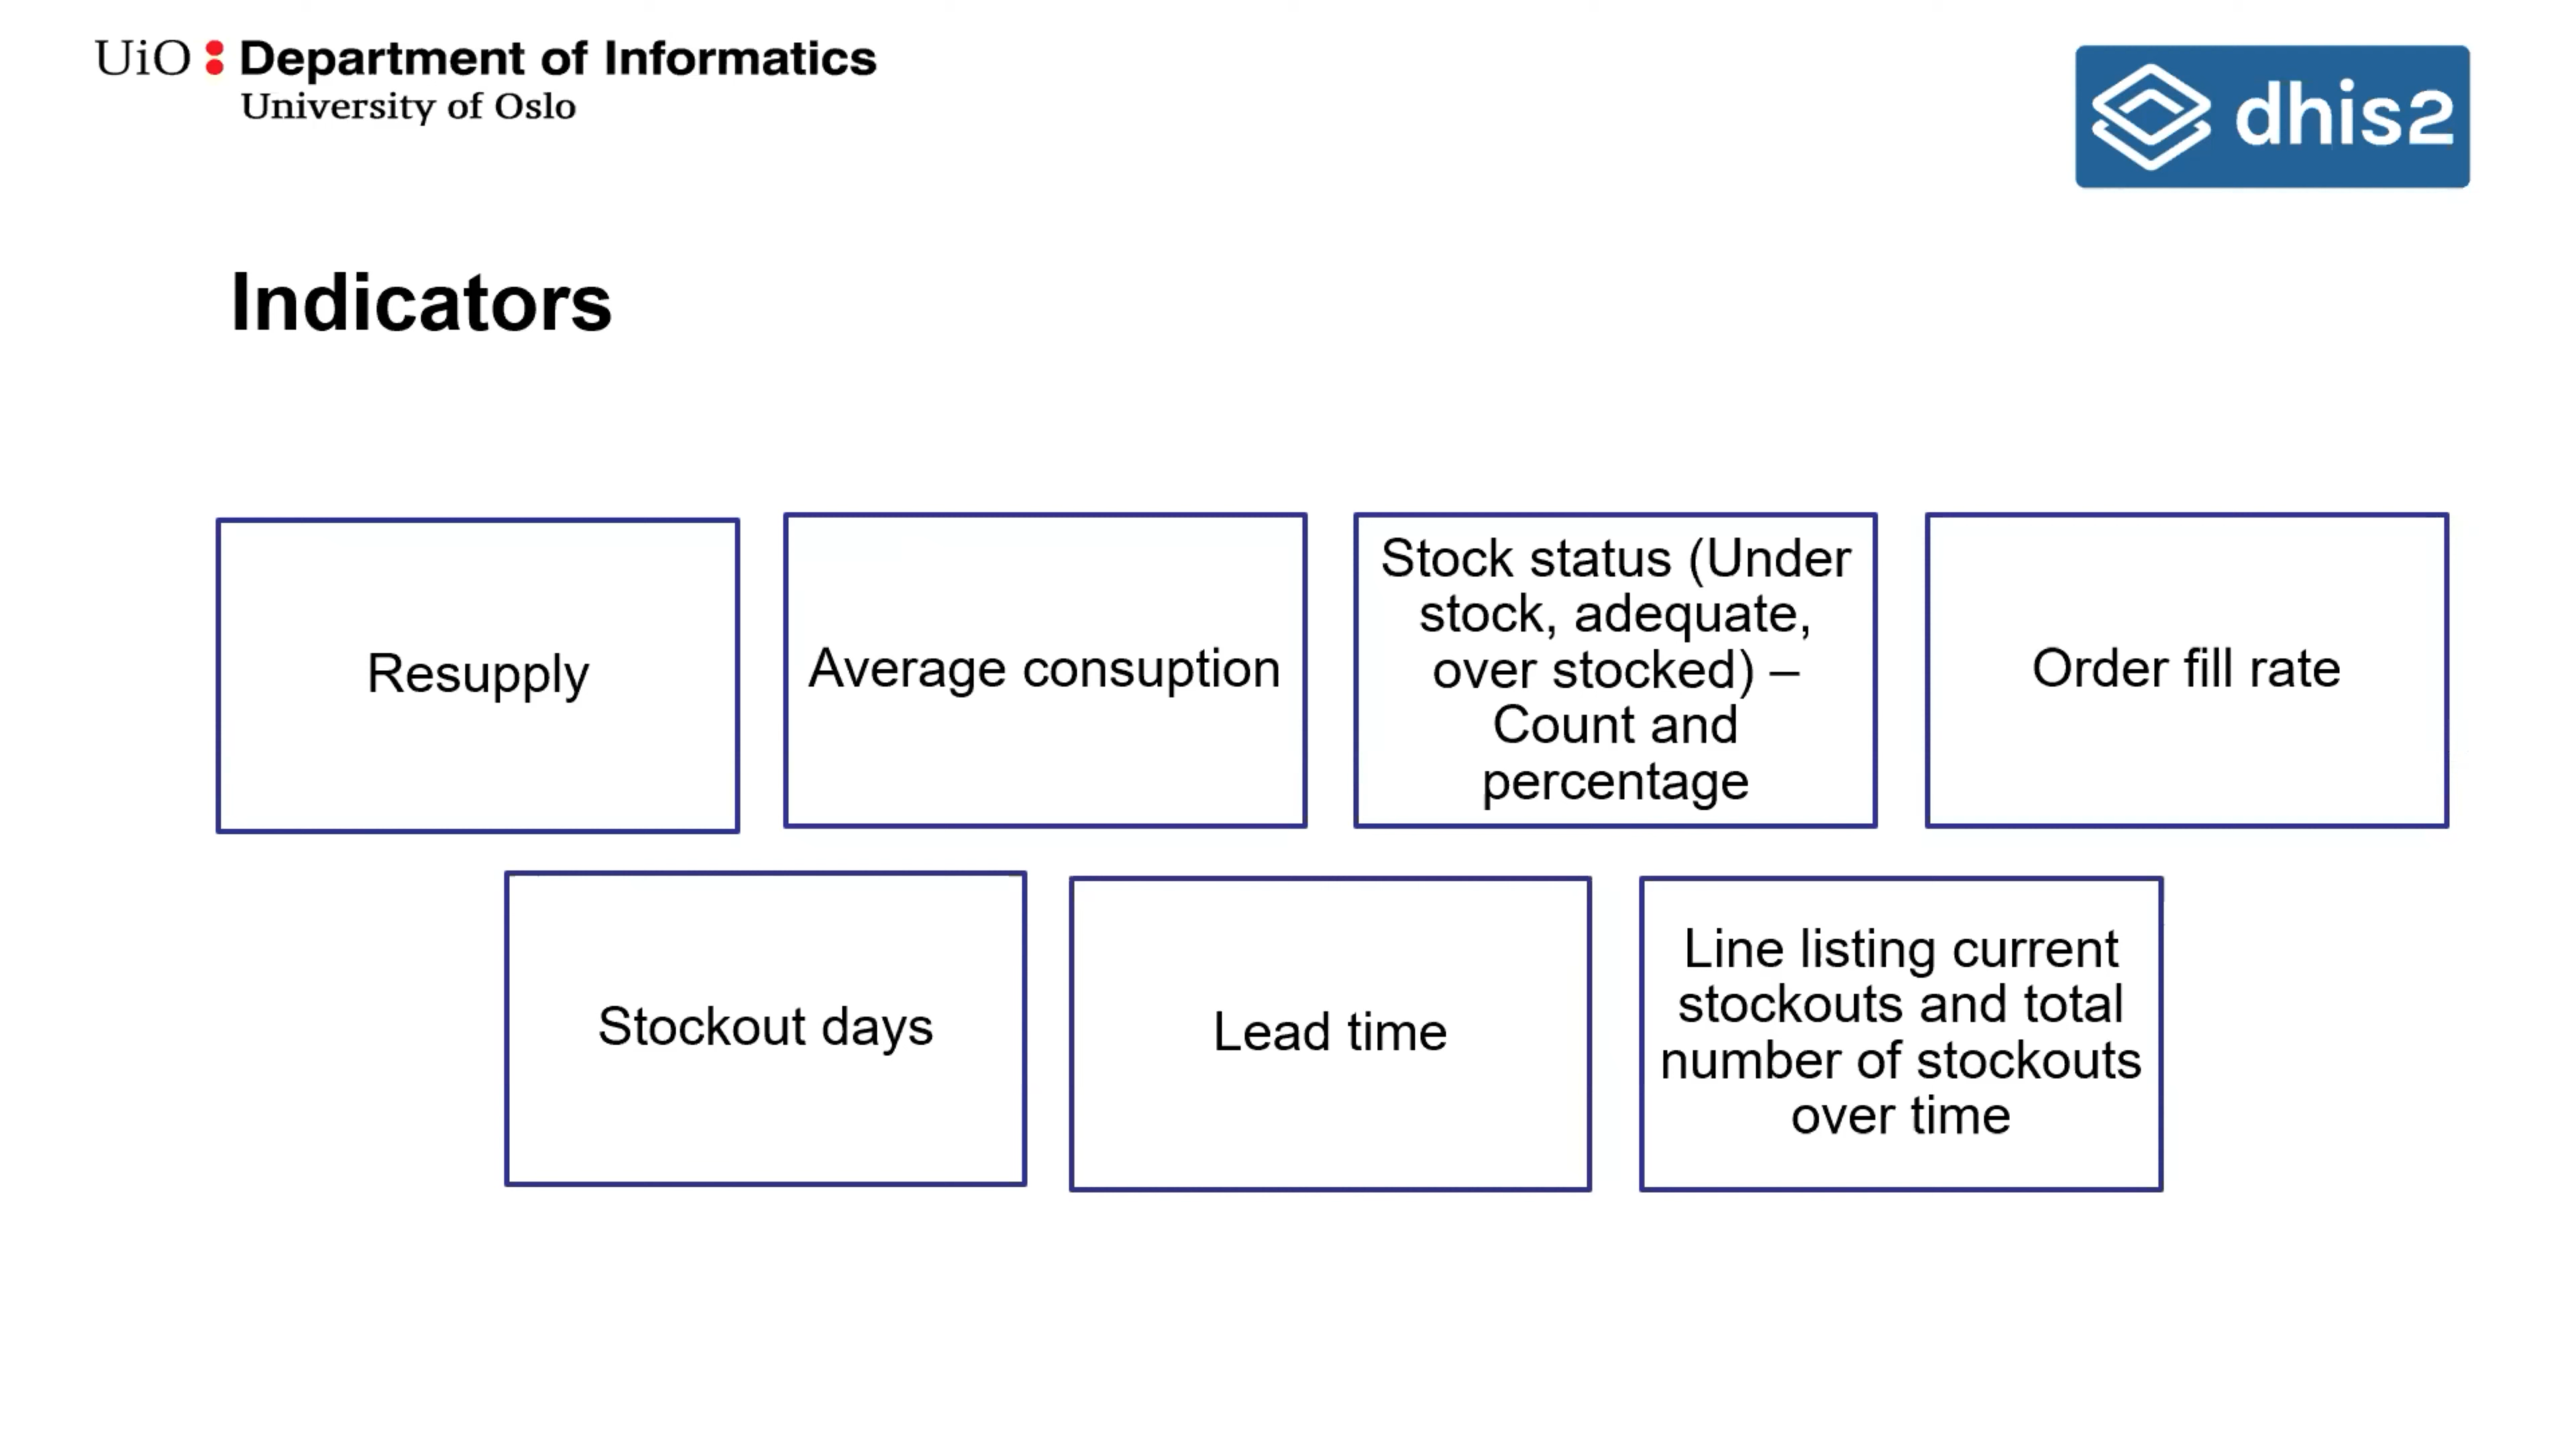 UiO : Department of Informatics
University of Oslo
dhis2
Indicators
Resupply
Average consuption
Stock status (Under
stock, adequate,
over stocked) –
Count and
percentage
Order fill rate
Stockout days
Lead time
Line listing current
stockouts and total
number of stockouts
over time